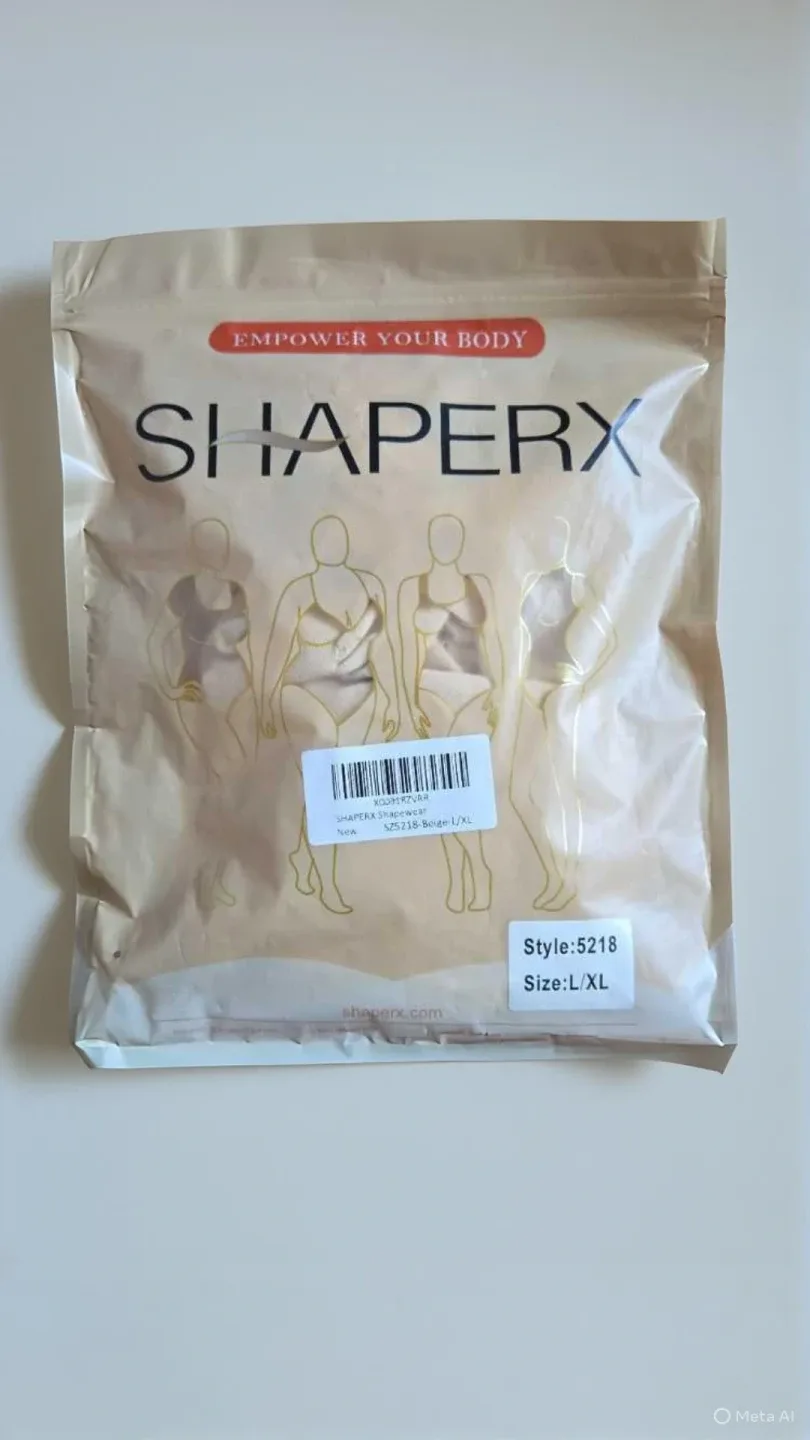 EMPOWER YOUR BODY
SHAPERX
SHAPERX Shapewear
New SZ5218-Beige-L/XL
Style:5218
Size:L/XL
shaperx.com
Meta AI